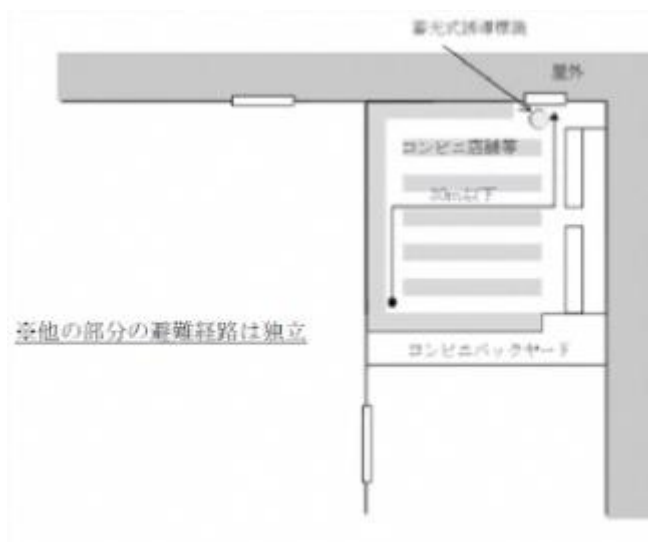 蓄光式誘導標識
屋外
コンビニ店舗等
30m以下
※他の部分の避難経路は独立
コンビニバックヤード